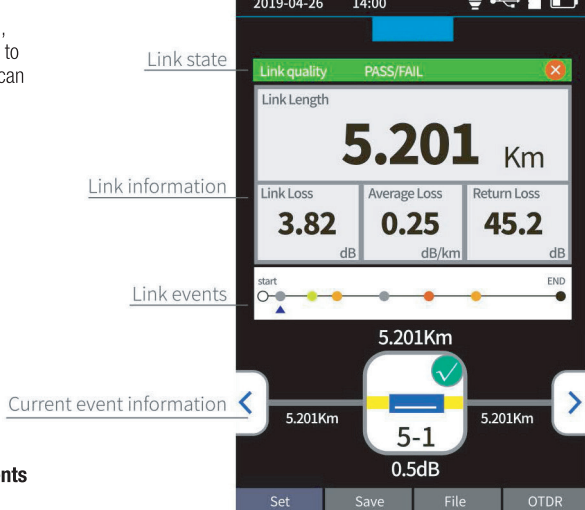 2019-04-26 14:00
,
to
can
Link state
Link quality PASS/FAIL
Link Length
5.201 Km
Link information
Link Loss Average Loss Return Loss
3.82 0.25 45.2
dB dB/km dB
start END
Link events
5.201Km
Current event information
5.201Km 5.201Km
5-1
0.5dB
nts
Set Save File OTDR